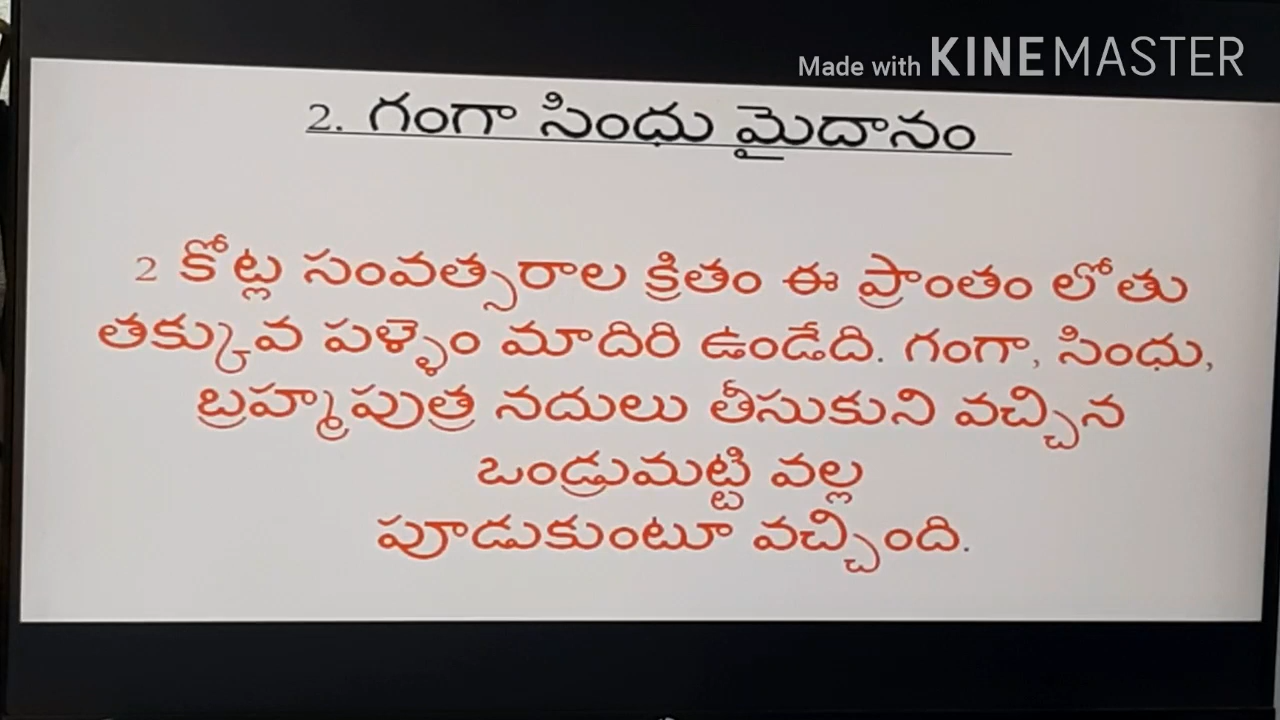 Made with KINEMASTER
2. గంగా సింధు మైదానం
2 కోట్ల సంవత్సరాల క్రితం ఈ ప్రాంతం లోతు
తక్కువ పళ్ళెం మాదిరి ఉండేది. గంగా, సింధు,
బ్రహ్మపుత్ర నదులు తీసుకుని వచ్చిన
ఒండ్రుమట్టి వల్ల
పూడుకుంటూ వచ్చింది.